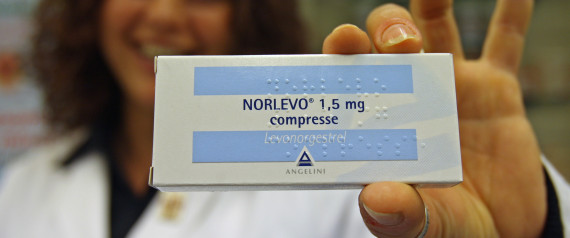 NORLEVO® 1,5 mg
compresse
Levonorgestrel
ANGELINI